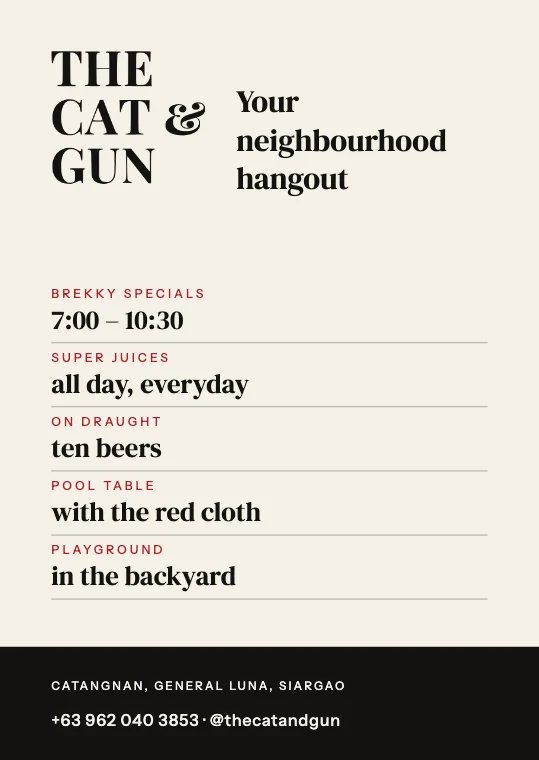 THE
CAT &
GUN
Your
neighbourhood
hangout
BREKKY SPECIALS
7:00 – 10:30
SUPER JUICES
all day, everyday
ON DRAUGHT
ten beers
POOL TABLE
with the red cloth
PLAYGROUND
in the backyard
CATANGNAN, GENERAL LUNA, SIARGAO
+63 962 040 3853 · @thecatandgun